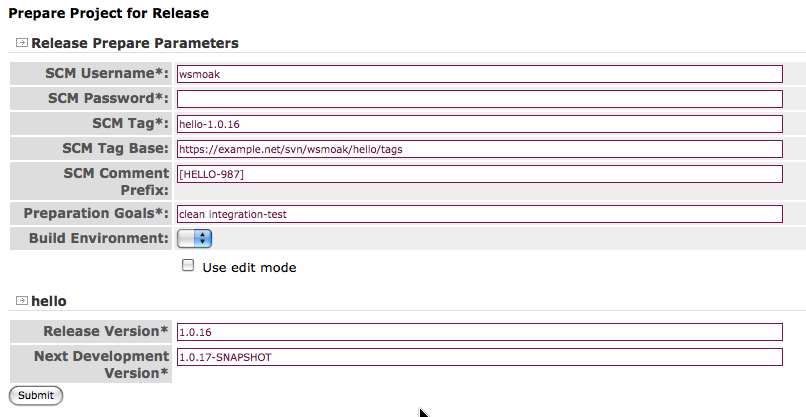 Prepare Project for Release
Release Prepare Parameters
SCM Username*: wsmoak
SCM Password*:
SCM Tag*: hello-1.0.16
SCM Tag Base: https://example.net/svn/wsmoak/hello/tags
SCM Comment Prefix: [HELLO-987]
Preparation Goals*: clean integration-test
Build Environment:
Use edit mode
hello
Release Version* 1.0.16
Next Development Version* 1.0.17-SNAPSHOT
Submit